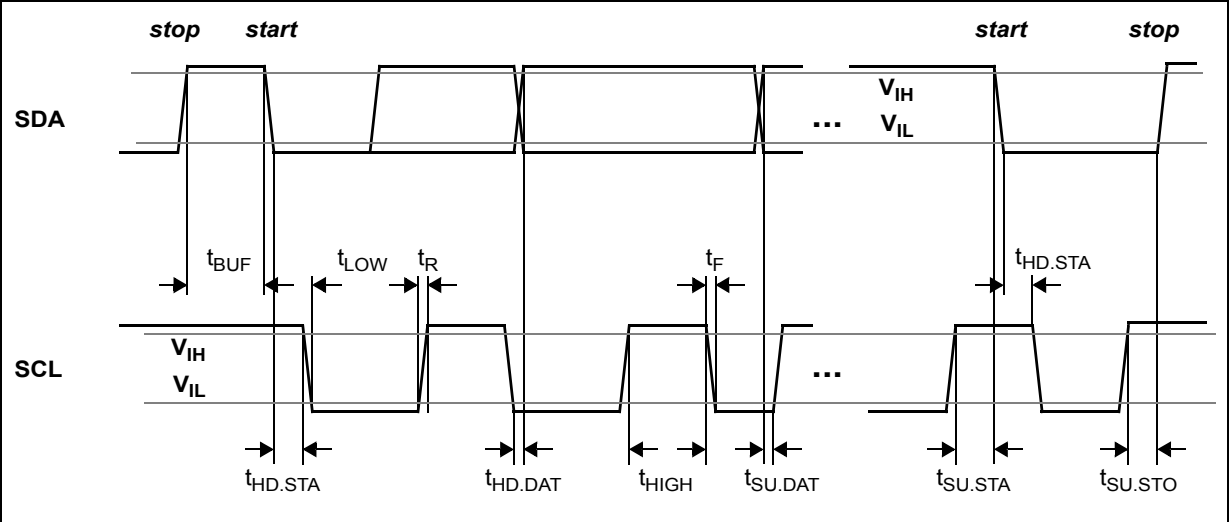 stop start start stop
V_IH
SDA ... V_IL
t_BUF t_LOW t_R t_F t_HD.STA
V_IH
SCL ...
V_IL
t_HD.STA t_HD.DAT t_HIGH t_SU.DAT t_SU.STA t_SU.STO